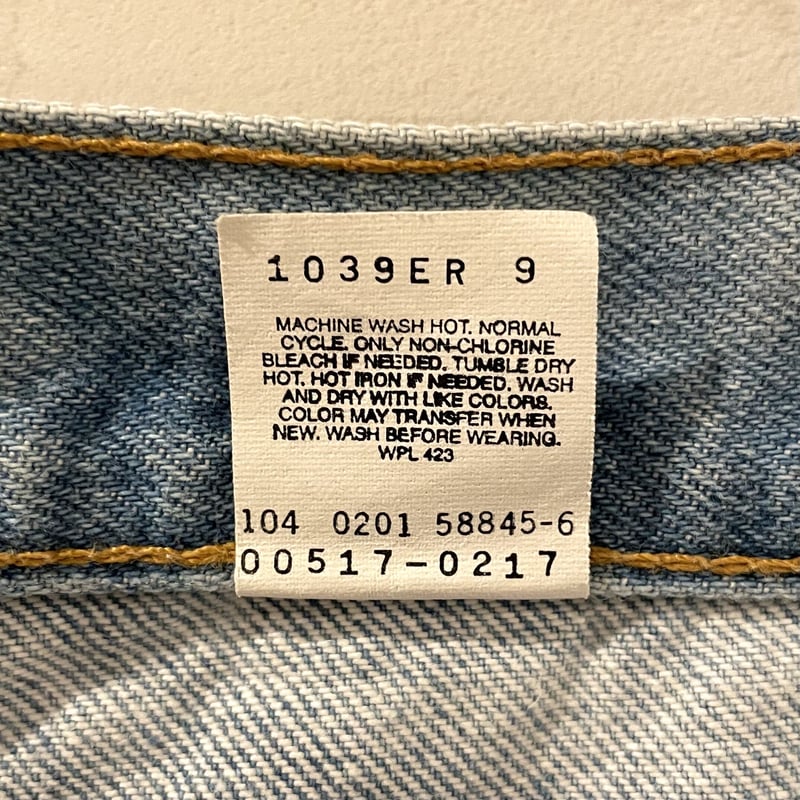 1039ER 9
MACHINE WASH HOT. NORMAL
CYCLE. ONLY NON-CHLORINE
BLEACH IF NEEDED. TUMBLE DRY
HOT. HOT IRON IF NEEDED. WASH
AND DRY WITH LIKE COLORS.
COLOR MAY TRANSFER WHEN
NEW. WASH BEFORE WEARING.
WPL 423
104 0201 58845-6
00517-0217